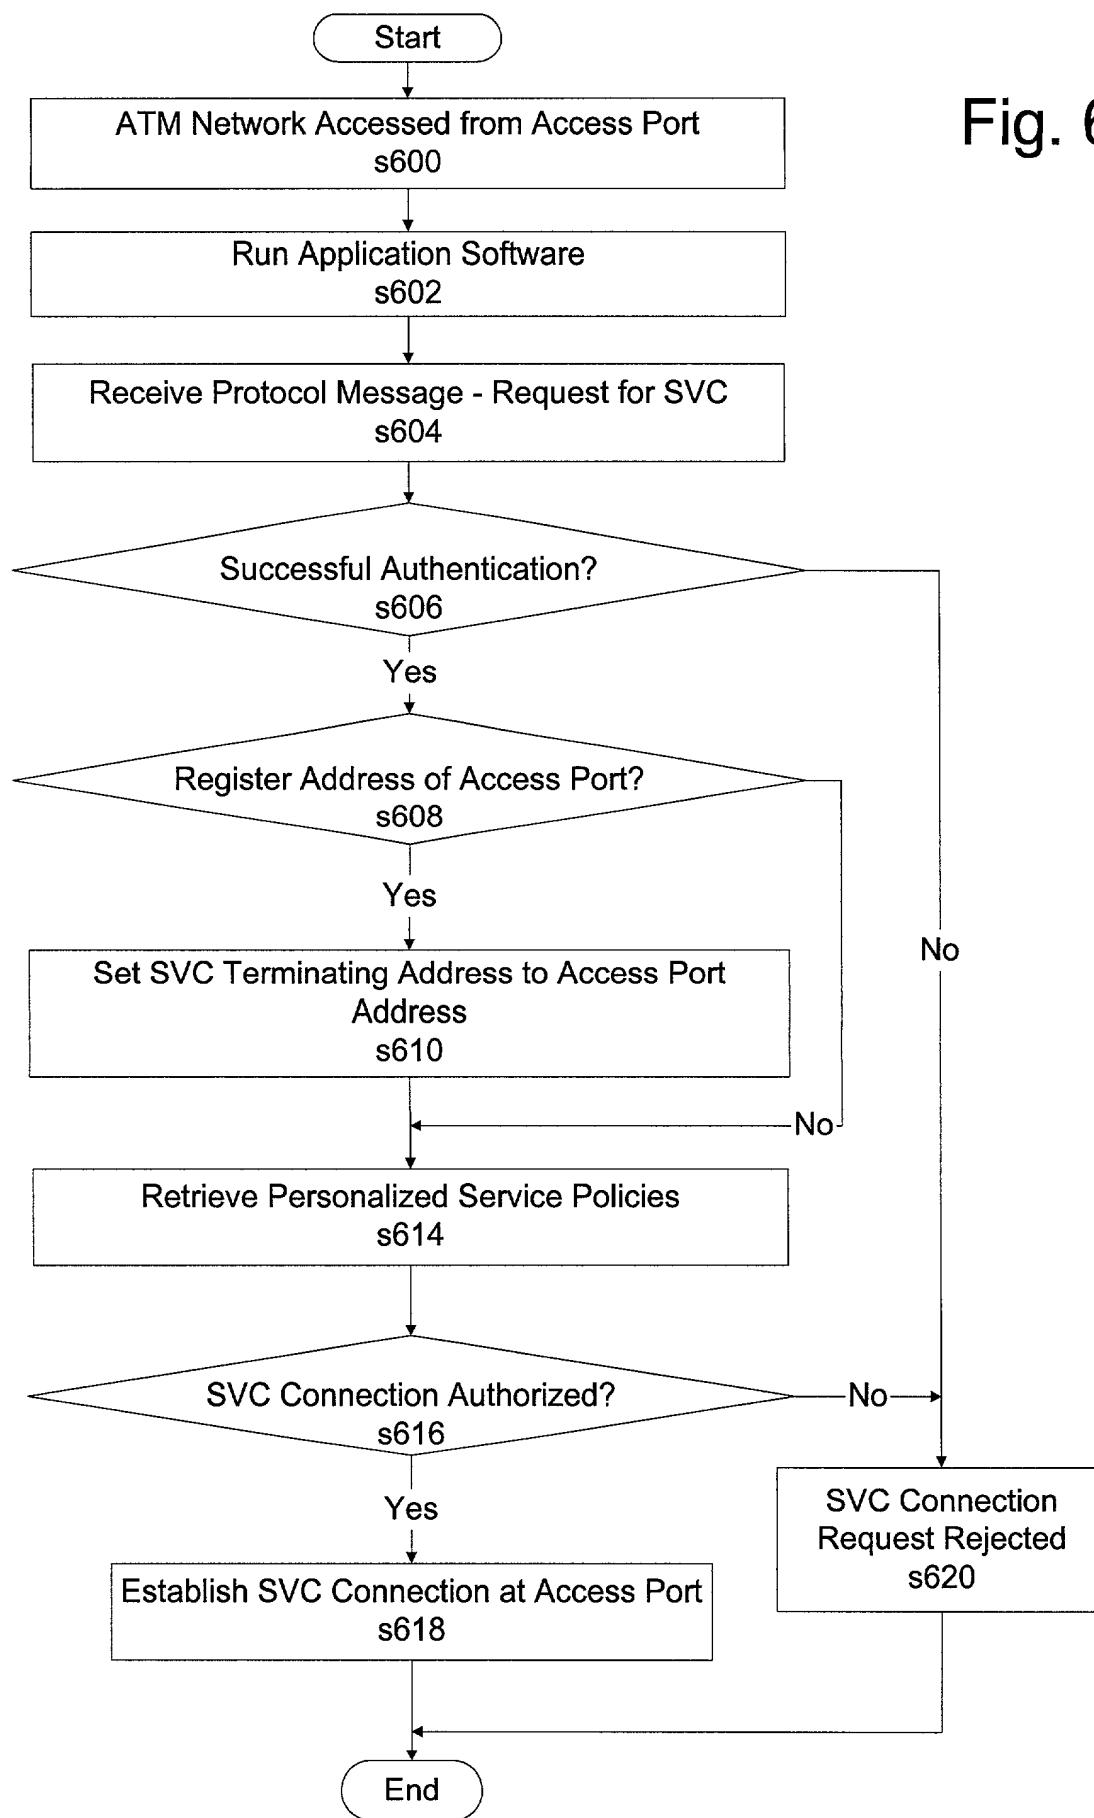 Start
Fig. 6
ATM Network Accessed from Access Port
s600
Run Application Software
s602
Receive Protocol Message - Request for SVC
s604
Successful Authentication?
s606
Yes
Register Address of Access Port?
s608
Yes
No
Set SVC Terminating Address to Access Port
Address
s610
No
Retrieve Personalized Service Policies
s614
SVC Connection Authorized?
s616
No
Yes
SVC Connection
Request Rejected
s620
Establish SVC Connection at Access Port
s618
End